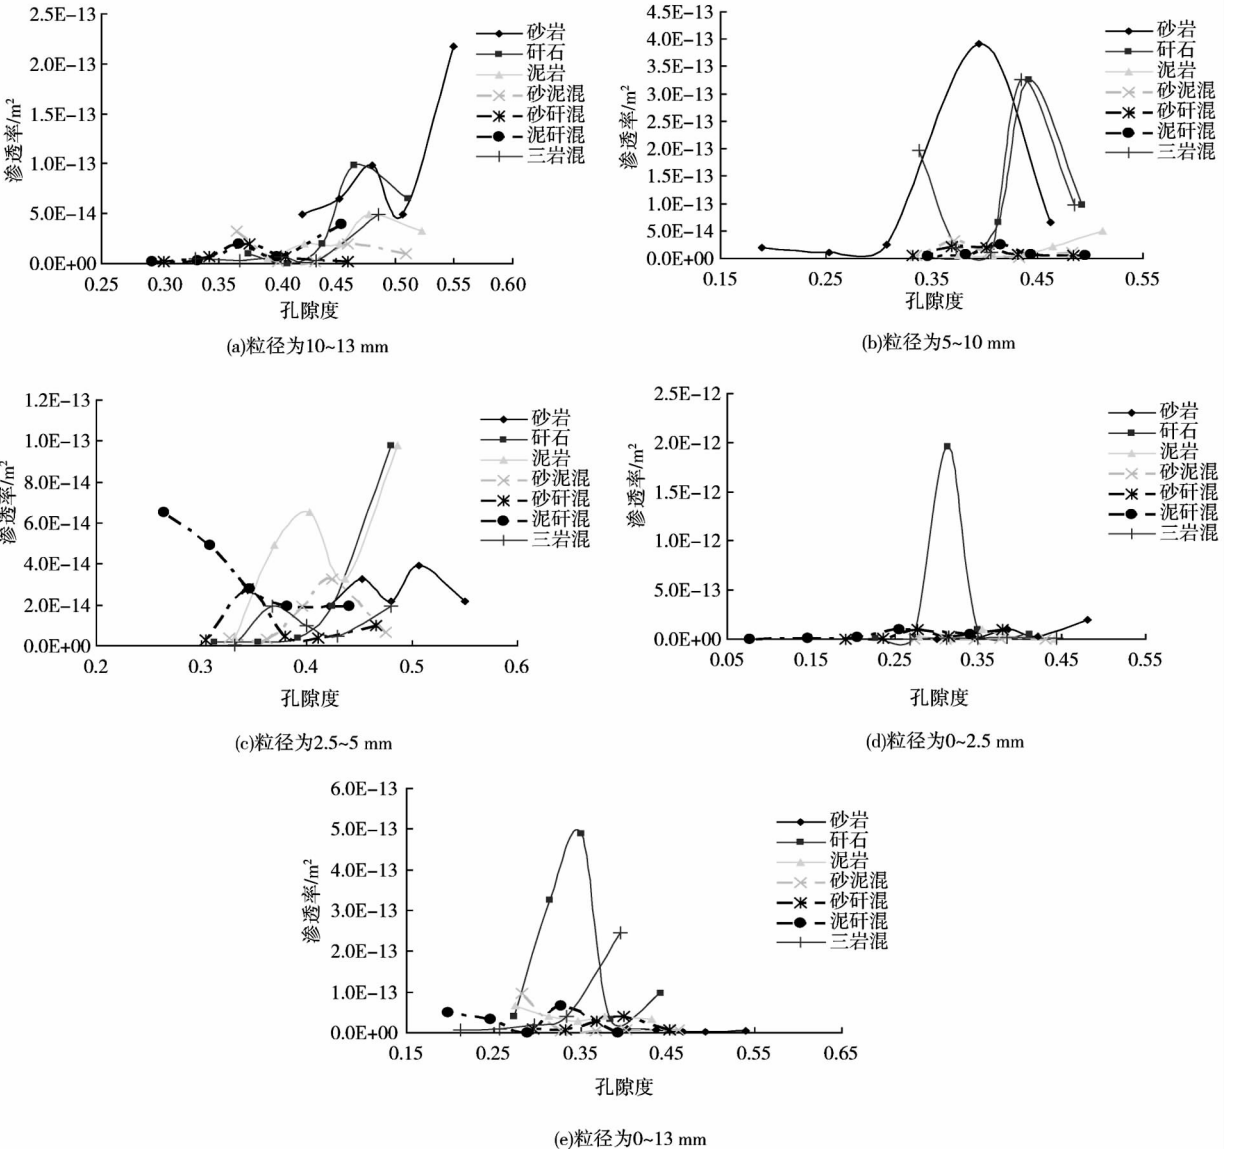 2.5E−13
2.0E−13
1.5E−13
1.0E−13
5.0E−14
0.0E+00
渗透率/m²
0.25 0.30 0.35 0.40 0.45 0.50 0.55 0.60
孔隙度
砂岩
矸石
泥岩
砂泥混
砂矸混
泥矸混
三岩混
(a)粒径为10~13 mm
4.5E−13
4.0E−13
3.5E−13
3.0E−13
2.5E−13
2.0E−13
1.5E−13
1.0E−13
5.0E−14
0.0E+00
渗透率/m²
0.15 0.25 0.35 0.45 0.55
孔隙度
砂岩
矸石
泥岩
砂泥混
砂矸混
泥矸混
三岩混
(b)粒径为5~10 mm
1.2E−13
1.0E−13
8.0E−14
6.0E−14
4.0E−14
2.0E−14
0.0E+00
渗透率/m²
0.2 0.3 0.4 0.5 0.6
孔隙度
砂岩
矸石
泥岩
砂泥混
砂矸混
泥矸混
三岩混
(c)粒径为2.5~5 mm
2.5E−12
2.0E−12
1.5E−12
1.0E−12
5.0E−13
0.0E+00
渗透率/m²
0.05 0.15 0.25 0.35 0.45 0.55
孔隙度
砂岩
矸石
泥岩
砂泥混
砂矸混
泥矸混
三岩混
(d)粒径为0~2.5 mm
6.0E−13
5.0E−13
4.0E−13
3.0E−13
2.0E−13
1.0E−13
0.0E+00
渗透率/m²
0.15 0.25 0.35 0.45 0.55 0.65
孔隙度
砂岩
矸石
泥岩
砂泥混
砂矸混
泥矸混
三岩混
(e)粒径为0~13 mm